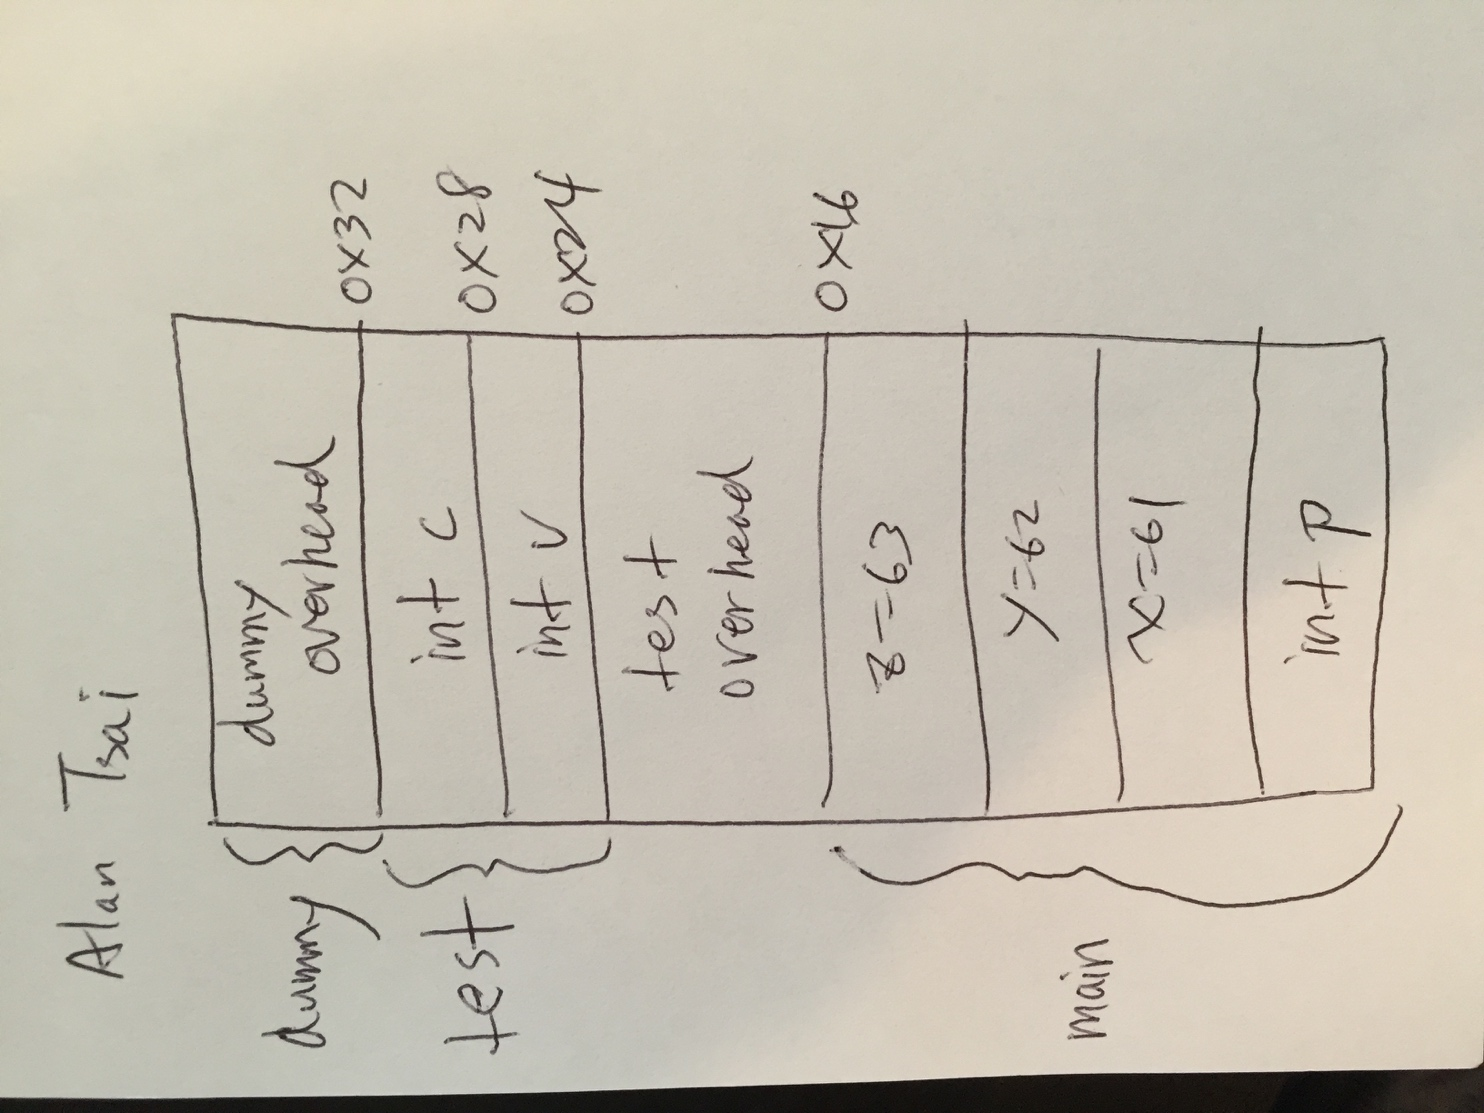 Alan Tsai
dummy
overhead
0x32
int c
0x28
int v
0x24
test
overhead
0x16
z=63
y=62
x=61
int p
dummy
test
main